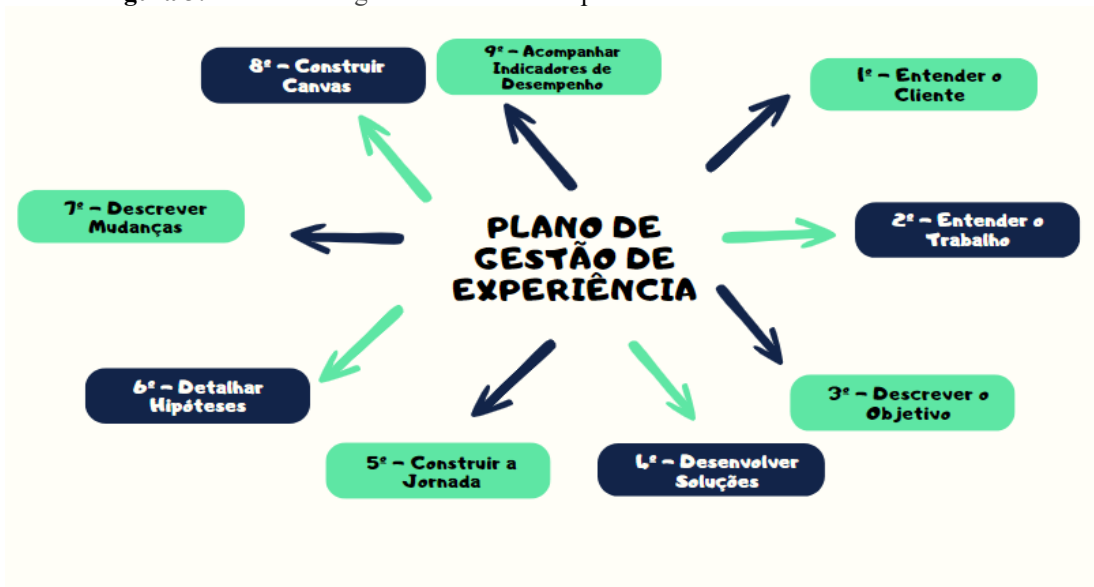 PLANO DE
GESTÃO DE
EXPERIÊNCIA
1º – Entender o
Cliente
2º – Entender o
Trabalho
3º – Descrever o
Objetivo
4º – Desenvolver
Soluções
5º – Construir a
Jornada
6º – Detalhar
Hipóteses
7º – Descrever
Mudanças
8º – Construir
Canvas
9º – Acompanhar
Indicadores de
Desempenho